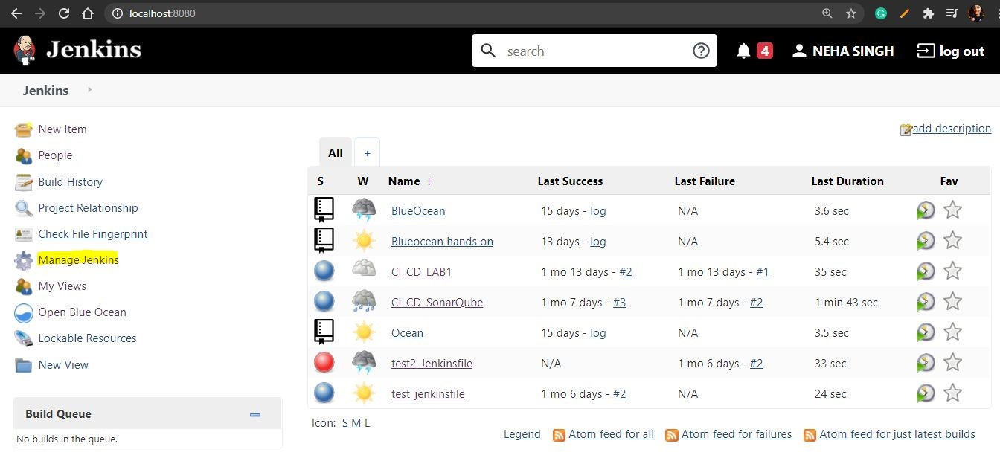 localhost:8080
Jenkins
search
4
NEHA SINGH
log out
Jenkins
New Item
People
Build History
Project Relationship
Check File Fingerprint
Manage Jenkins
My Views
Open Blue Ocean
Lockable Resources
New View
Build Queue
No builds in the queue.
add description
All +
S W Name ↓ Last Success Last Failure Last Duration Fav
BlueOcean 15 days - log N/A 3.6 sec
Blueocean hands on 13 days - log N/A 5.4 sec
CI_CD_LAB1 1 mo 13 days - #2 1 mo 13 days - #1 35 sec
CI_CD_SonarQube 1 mo 7 days - #3 1 mo 7 days - #2 1 min 43 sec
Ocean 15 days - log N/A 3.5 sec
test2_Jenkinsfile N/A 1 mo 6 days - #2 33 sec
test_jenkinsfile 1 mo 6 days - #2 N/A 24 sec
Icon: S M L
Legend Atom feed for all Atom feed for failures Atom feed for just latest builds